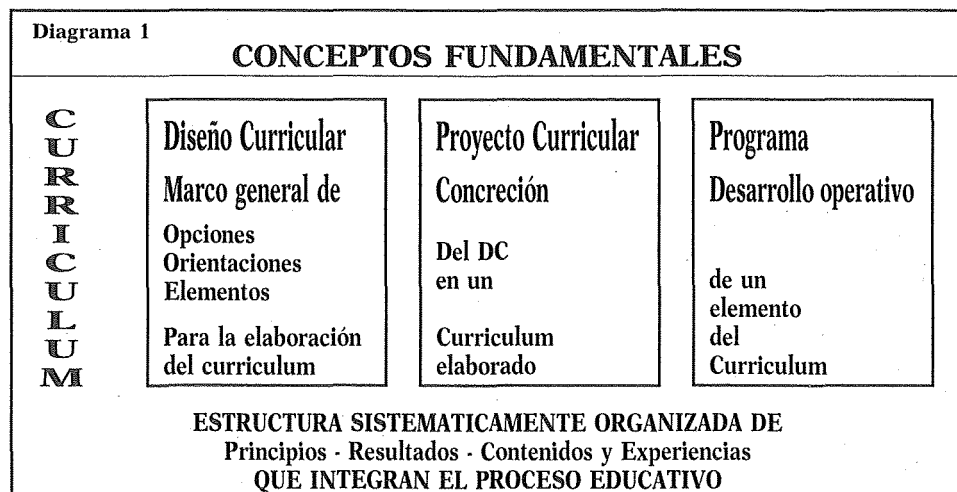 Diagrama 1
CONCEPTOS FUNDAMENTALES
CURRICULUM
Diseño Curricular
Marco general de
Opciones
Orientaciones
Elementos
Para la elaboración
del curriculum
Proyecto Curricular
Concreción
Del DC
en un
Curriculum
elaborado
Programa
Desarrollo operativo
de un
elemento
del
Curriculum
ESTRUCTURA SISTEMATICAMENTE ORGANIZADA DE
Principios - Resultados - Contenidos y Experiencias
QUE INTEGRAN EL PROCESO EDUCATIVO